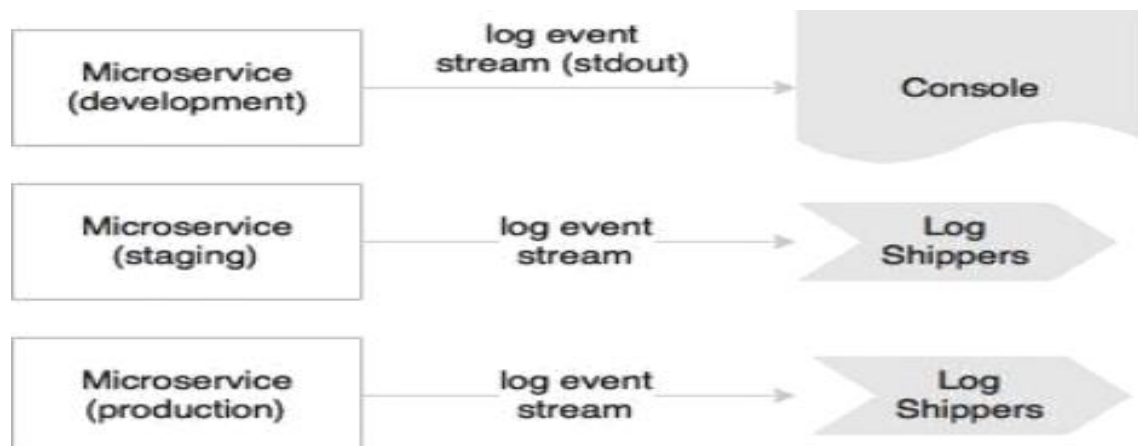 Microservice
(development)
log event
stream (stdout)
Console
Microservice
(staging)
log event
stream
Log
Shippers
Microservice
(production)
log event
stream
Log
Shippers